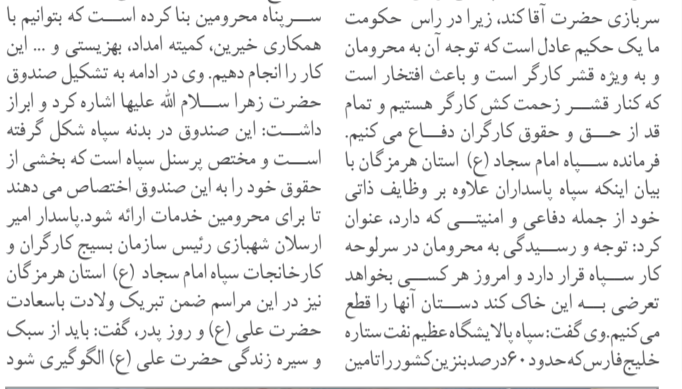 سربازی حضرت آقا کند، زیرا در راس حکومت
ما یک حکیم عادل است که توجه آن به محرومان
و به ویژه قشر کارگر است و باعث افتخار است
که کنار قشر زحمت کش کارگر هستیم و تمام
قد از حق و حقوق کارگران دفاع می کنیم.
فرمانده سپاه امام سجاد (ع) استان هرمزگان با
بیان اینکه سپاه پاسداران علاوه بر وظایف ذاتی
خود از جمله دفاعی و امنیتی که دارد، عنوان
کرد: توجه و رسیدگی به محرومان در سرلوحه
کار سپاه قرار دارد و امروز هر کسی بخواهد
تعرضی به این خاک کند دستان آنها را قطع
می کنیم.وی گفت: سپاه پالایشگاه عظیم نفت ستاره
خلیج فارس که حدود ۶۰ درصد بنزین کشور را تامین
سرپناه محرومین بنا کرده است که بتوانیم با
همکاری خیرین، کمیته امداد، بهزیستی و ... این
کار را انجام دهیم. وی در ادامه به تشکیل صندوق
حضرت زهرا سلام الله علیها اشاره کرد و ابراز
داشت: این صندوق در بدنه سپاه شکل گرفته
است و مختص پرسنل سپاه است که بخشی از
حقوق خود را به این صندوق اختصاص می دهند
تا برای محرومین خدمات ارائه شود.پاسدار امیر
ارسلان شهبازی رئیس سازمان بسیج کارگران و
کارخانجات سپاه امام سجاد (ع) استان هرمزگان
نیز در این مراسم ضمن تبریک ولادت باسعادت
حضرت علی (ع) و روز پدر، گفت: باید از سبک
و سیره زندگی حضرت علی (ع) الگوگیری شود